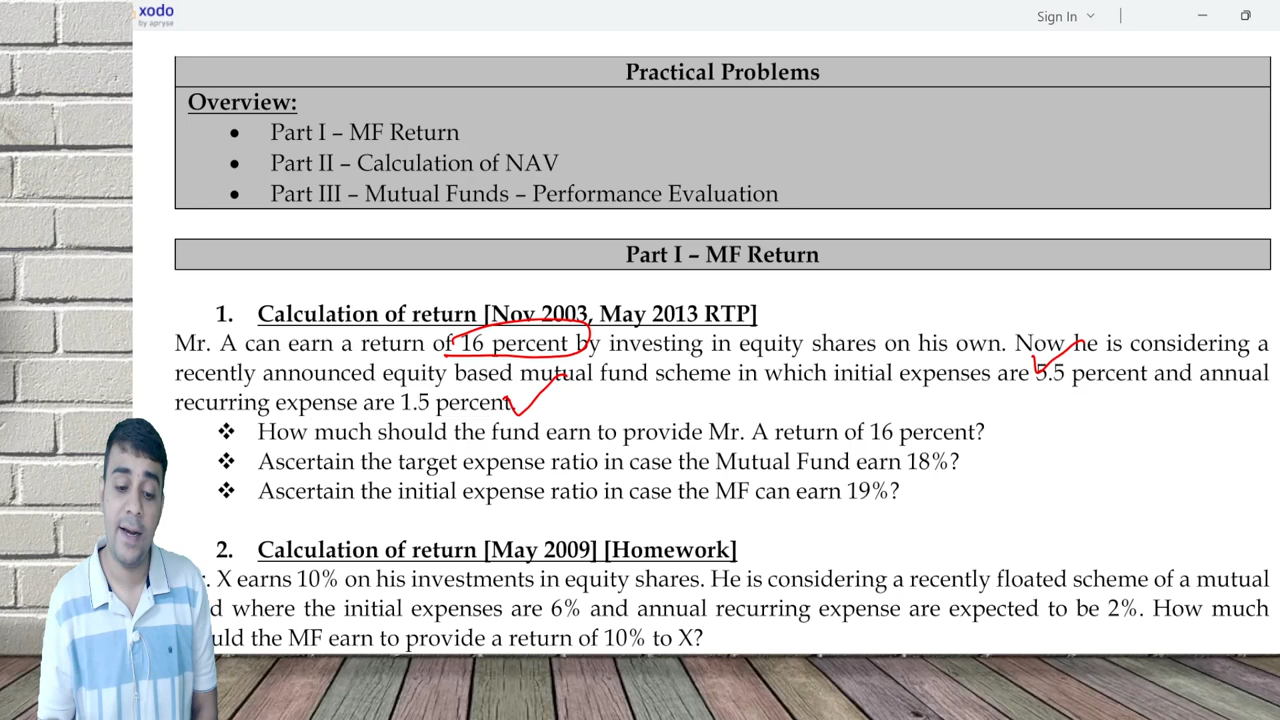 xodo
by apryse
Sign In
Practical Problems
Overview:
• Part I – MF Return
• Part II – Calculation of NAV
• Part III – Mutual Funds – Performance Evaluation
Part I – MF Return
1. Calculation of return [Nov 2003, May 2013 RTP]
Mr. A can earn a return of 16 percent by investing in equity shares on his own. Now he is considering a
recently announced equity based mutual fund scheme in which initial expenses are 5.5 percent and annual
recurring expense are 1.5 percent.
❖ How much should the fund earn to provide Mr. A return of 16 percent?
❖ Ascertain the target expense ratio in case the Mutual Fund earn 18%?
❖ Ascertain the initial expense ratio in case the MF can earn 19%?
2. Calculation of return [May 2009] [Homework]
X earns 10% on his investments in equity shares. He is considering a recently floated scheme of a mutual
where the initial expenses are 6% and annual recurring expense are expected to be 2%. How much
the MF earn to provide a return of 10% to X?